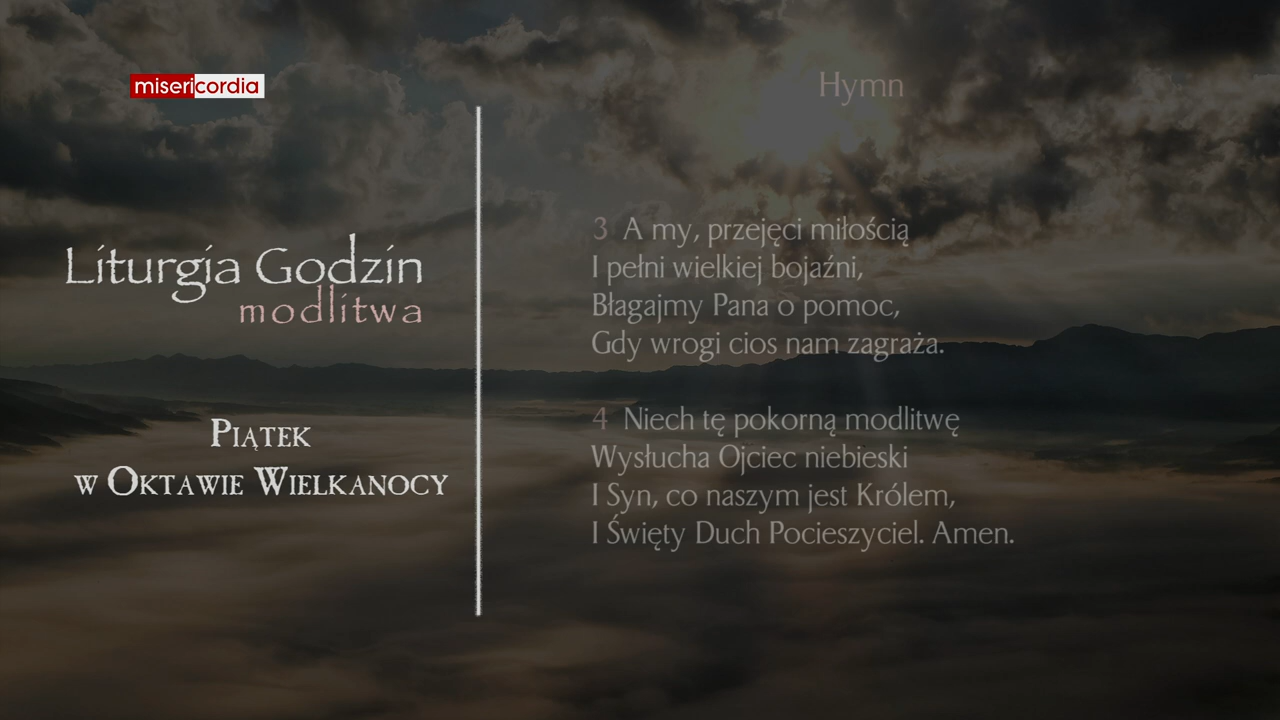 misericordia
Liturgia Godzin
modlitwa
Piątek
w Oktawie Wielkanocy
Hymn
3 A my, przejęci miłością
I pełni wielkiej bojaźni,
Błagajmy Pana o pomoc,
Gdy wrogi cios nam zagraża.
4 Niech tę pokorną modlitwę
Wysłucha Ojciec niebieski
I Syn, co naszym jest Królem,
I Święty Duch Pocieszyciel. Amen.